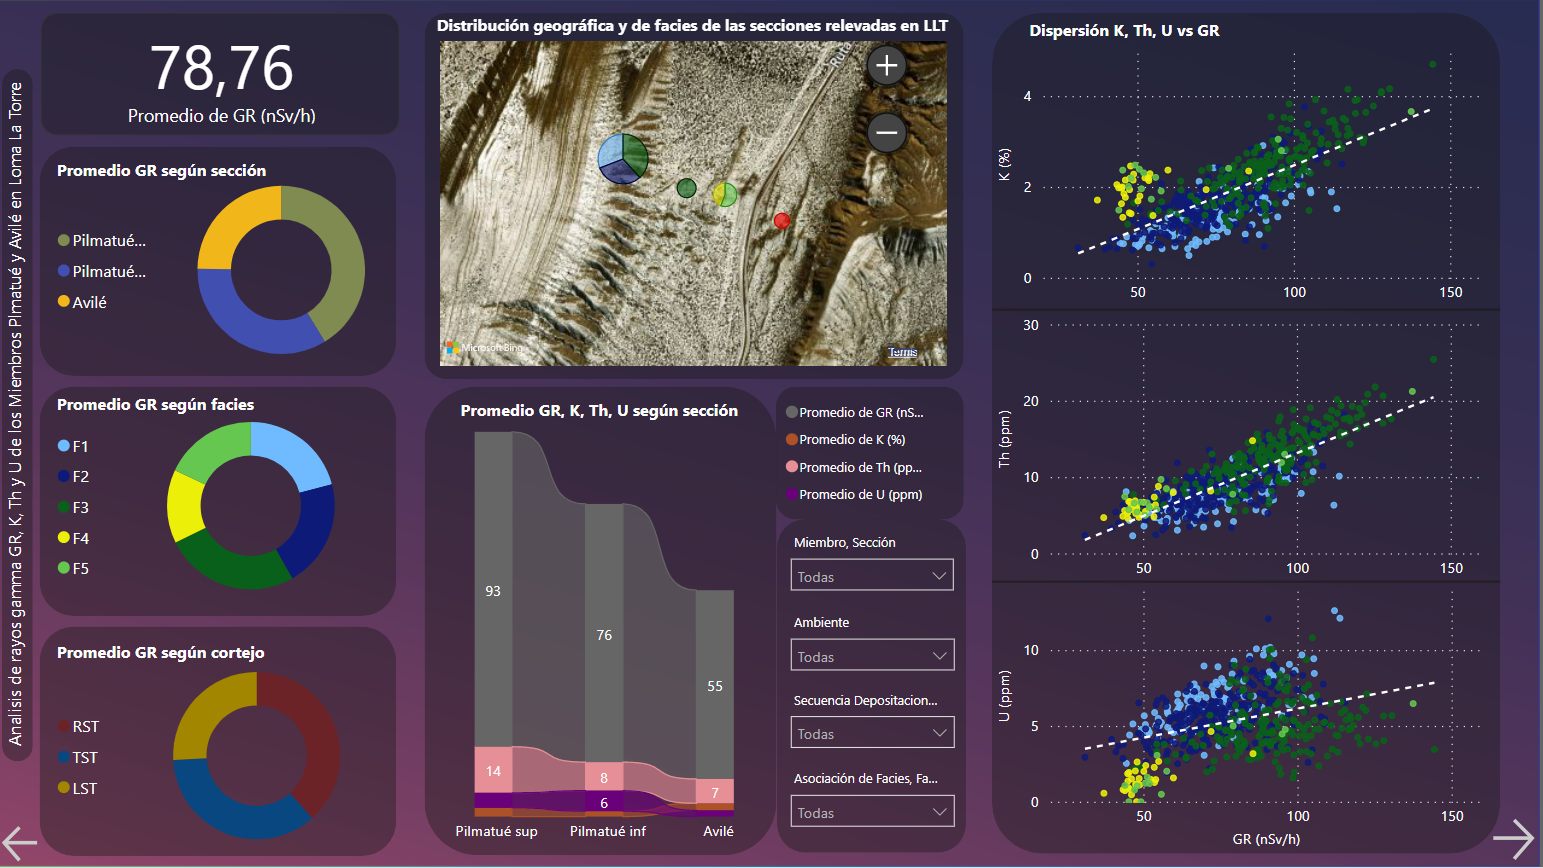 Analisis de rayos gamma GR, K, Th y U de los Miembros Plmatué y Avilé en Loma La Torre
78,76
Promedio de GR (nSv/h)
Promedio GR según sección
Pilmatué...
Pilmatué...
Avilé
Promedio GR según facies
F1
F2
F3
F4
F5
Promedio GR según cortejo
RST
TST
LST
Distribución geográfica y de facies de las secciones relevadas en LLT
Ruta
+
−
Microsoft Bing
Terms
Promedio GR, K, Th, U según sección
93
76
55
14
8
7
6
Pilmatué sup
Pilmatué inf
Avilé
Promedio de GR (nS...
Promedio de K (%)
Promedio de Th (pp...
Promedio de U (ppm)
Miembro, Sección
Todas
Ambiente
Todas
Secuencia Depositacion...
Todas
Asociación de Facies, Fa...
Todas
Dispersión K, Th, U vs GR
K (%)
4
2
0
50
100
150
Th (ppm)
30
20
10
0
50
100
150
U (ppm)
10
5
0
50
100
150
GR (nSv/h)